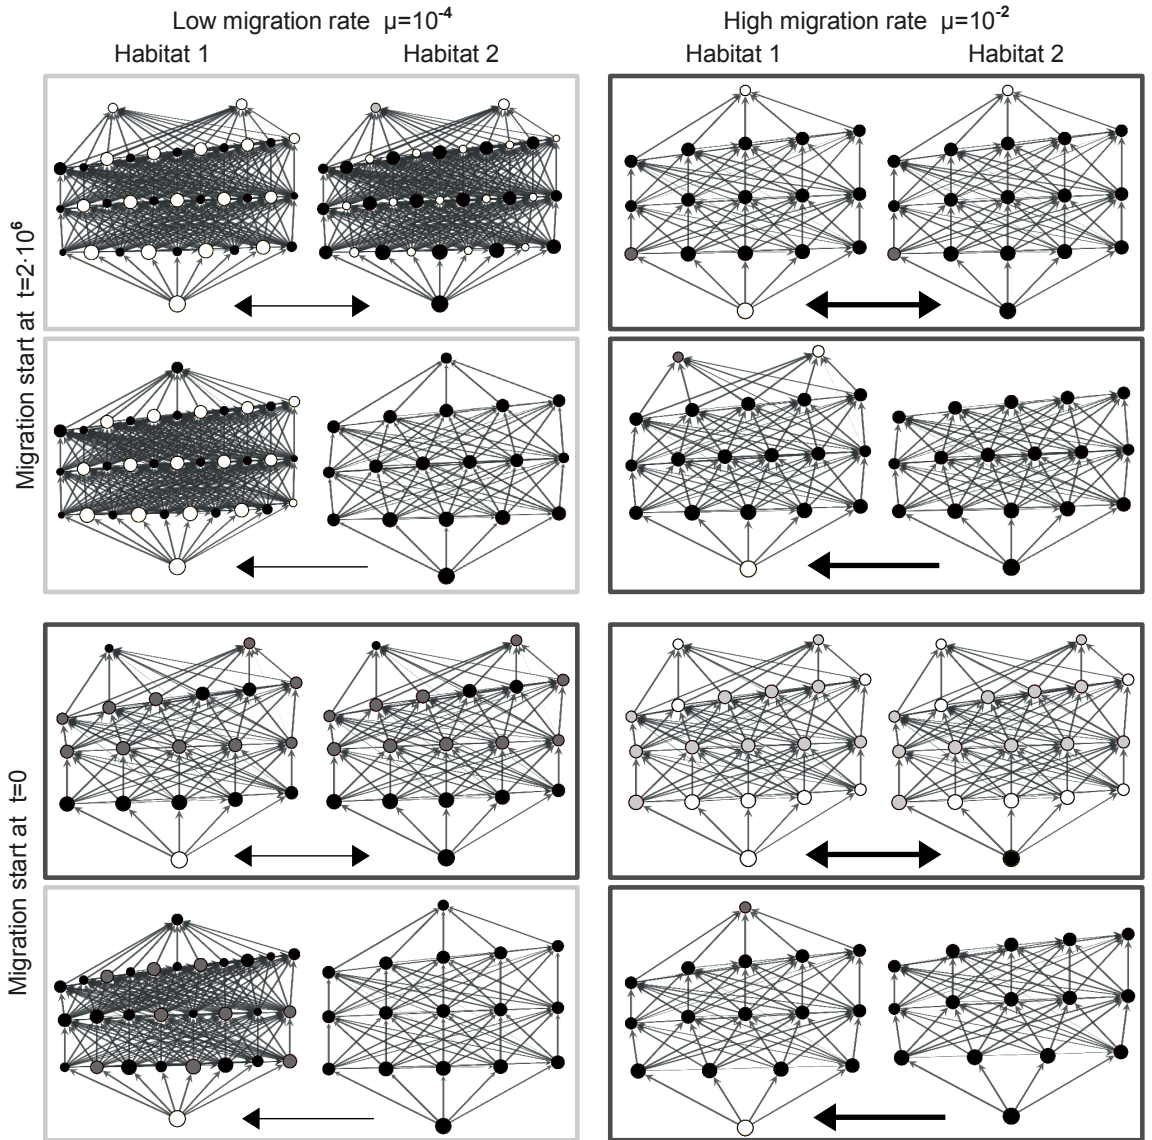 Low migration rate μ=10⁻⁴
High migration rate μ=10⁻²
Habitat 1
Habitat 2
Habitat 1
Habitat 2
Migration start at t=2·10⁶
Migration start at t=0